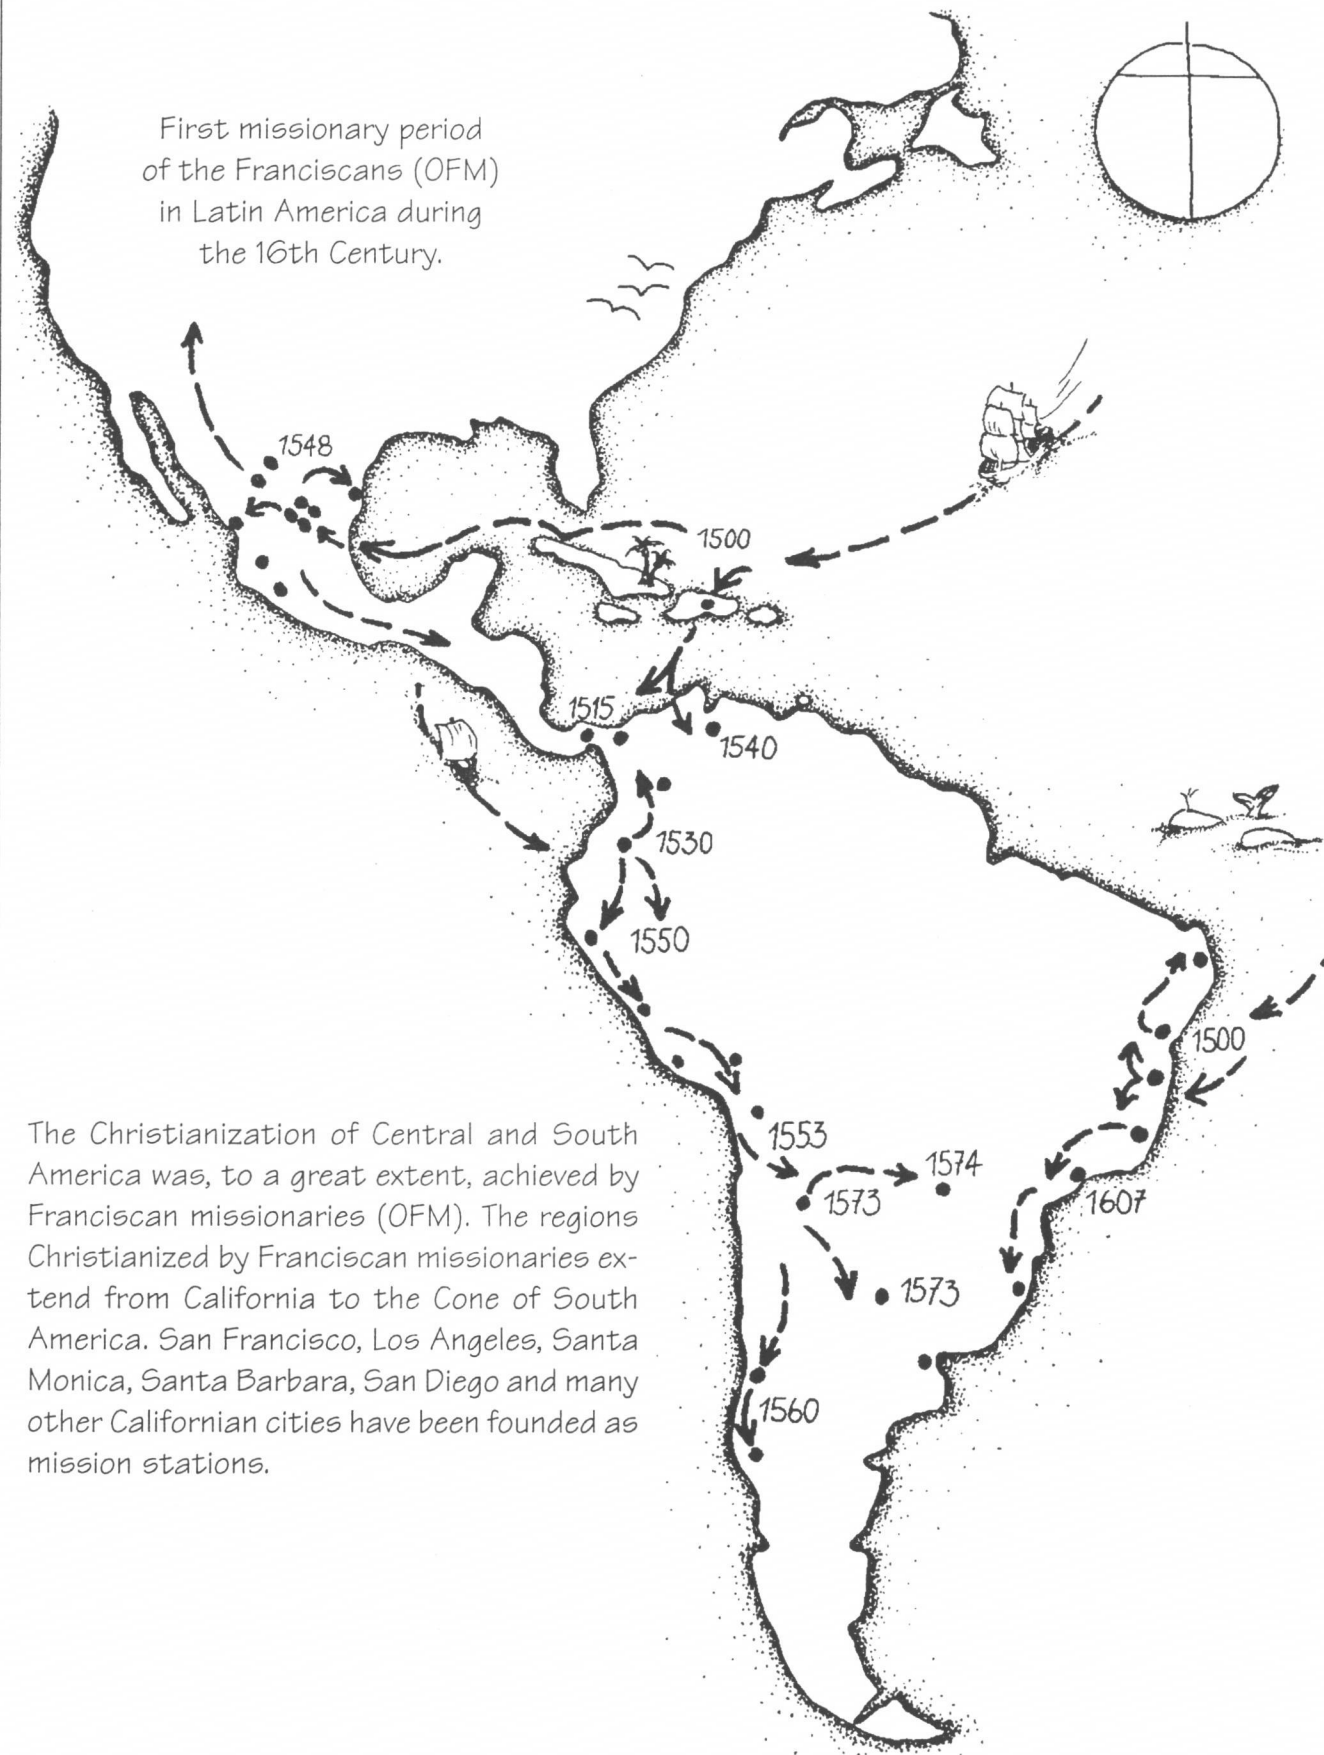 First missionary period
of the Franciscans (OFM)
in Latin America during
the 16th Century.
1548
1500
1515
1540
1530
1550
1500
1553
1574
1573
1607
1573
1560
The Christianization of Central and South
America was, to a great extent, achieved by
Franciscan missionaries (OFM). The regions
Christianized by Franciscan missionaries ex-
tend from California to the Cone of South
America. San Francisco, Los Angeles, Santa
Monica, Santa Barbara, San Diego and many
other Californian cities have been founded as
mission stations.